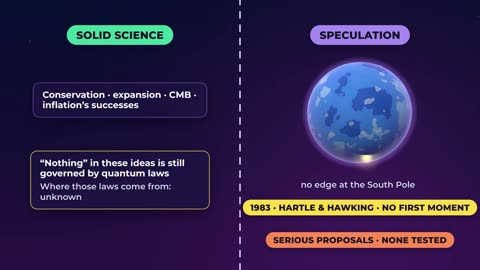 SOLID SCIENCE
Conservation · expansion · CMB ·
inflation’s successes
“Nothing” in these ideas is still
governed by quantum laws
Where those laws come from:
unknown
SPECULATION
no edge at the South Pole
1983 · HARTLE & HAWKING · NO FIRST MOMENT
SERIOUS PROPOSALS · NONE TESTED